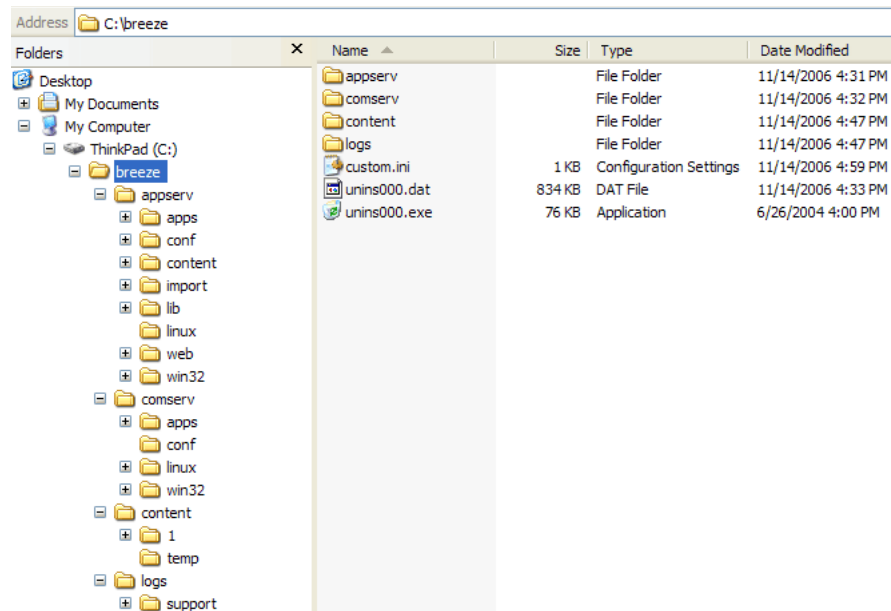 Address C:\breeze
Folders X
Desktop
My Documents
My Computer
ThinkPad (C:)
breeze
appserv
apps
conf
content
import
lib
linux
web
win32
comserv
apps
conf
linux
win32
content
1
temp
logs
support
Name Size Type Date Modified
appserv File Folder 11/14/2006 4:31 PM
comserv File Folder 11/14/2006 4:32 PM
content File Folder 11/14/2006 4:47 PM
logs File Folder 11/14/2006 4:47 PM
custom.ini 1 KB Configuration Settings 11/14/2006 4:59 PM
unins000.dat 834 KB DAT File 11/14/2006 4:33 PM
unins000.exe 76 KB Application 6/26/2004 4:00 PM